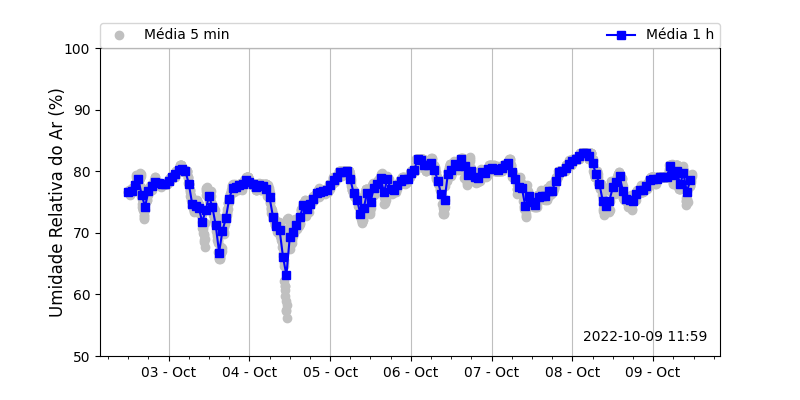 Média 5 min
Média 1 h
Umidade Relativa do Ar (%)
100
90
80
70
60
50
2022-10-09 11:59
03 - Oct
04 - Oct
05 - Oct
06 - Oct
07 - Oct
08 - Oct
09 - Oct